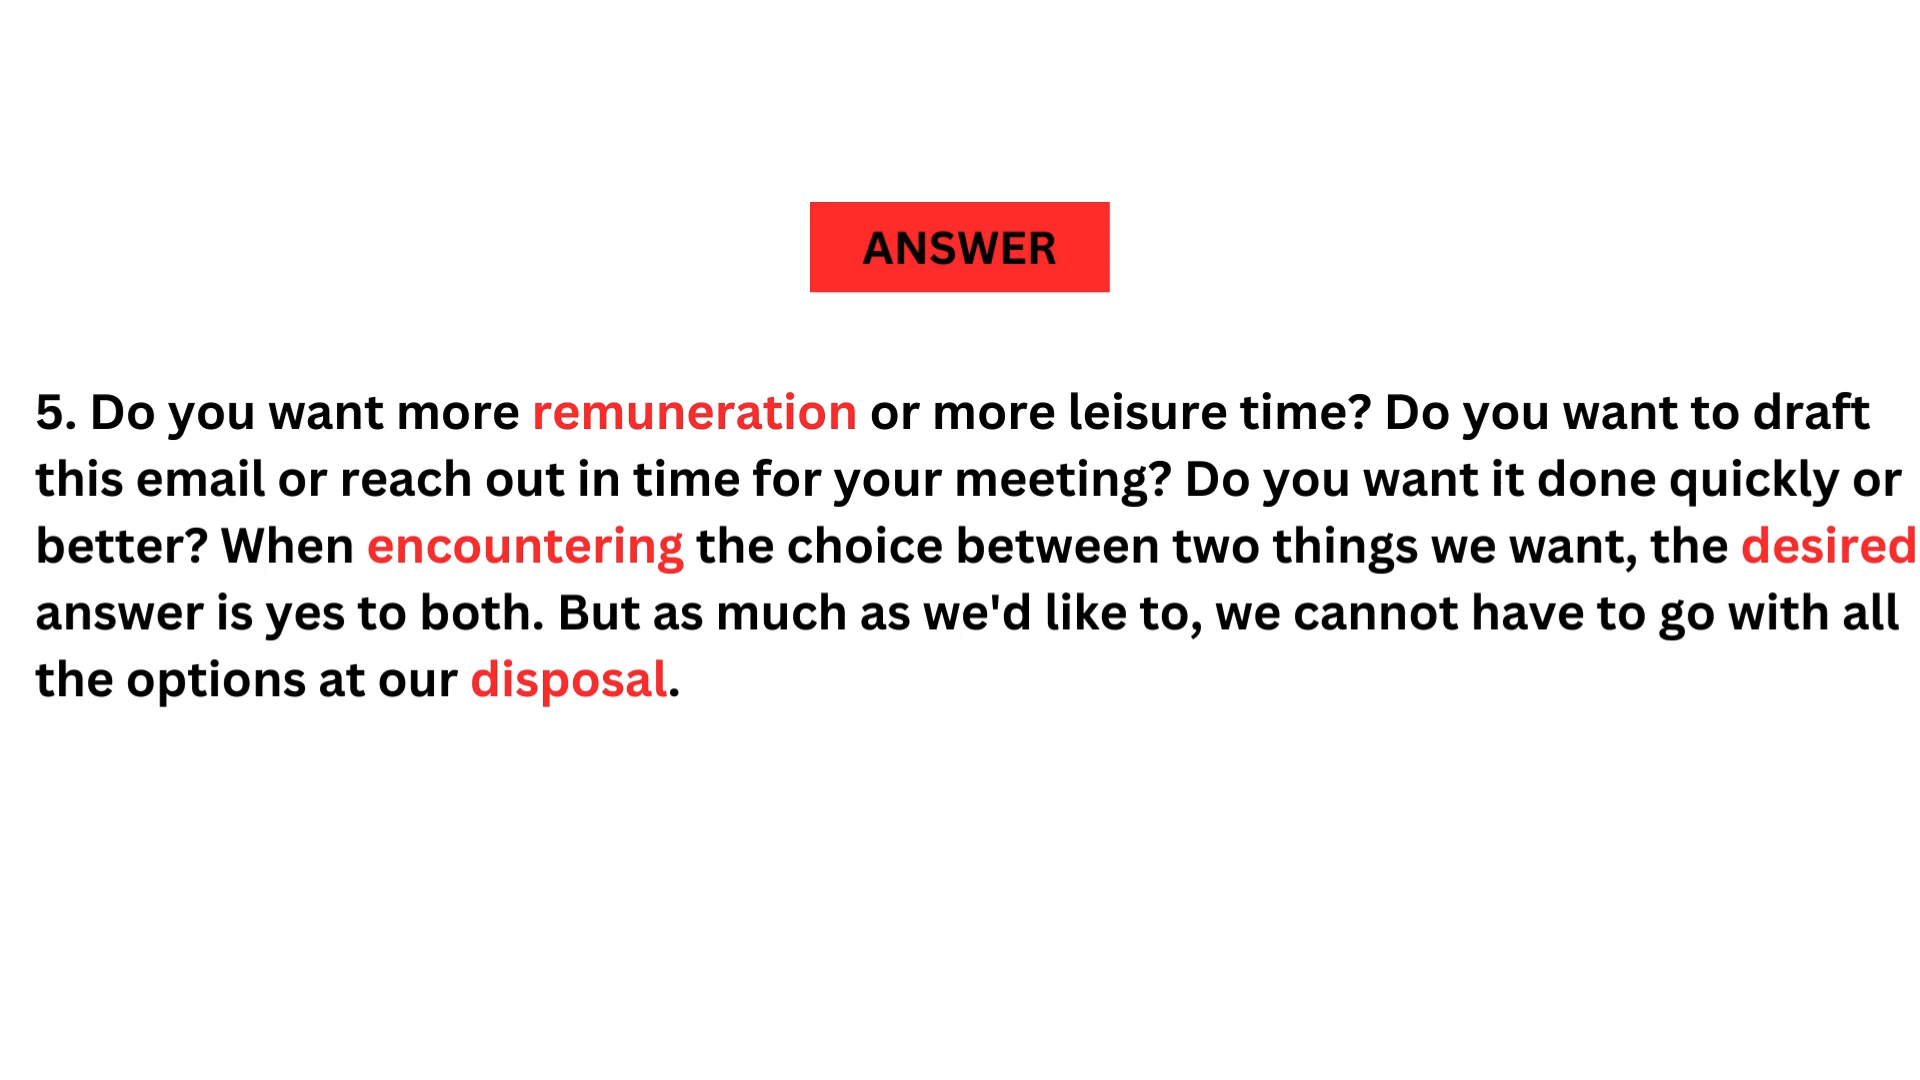 ANSWER
5. Do you want more remuneration or more leisure time? Do you want to draft
this email or reach out in time for your meeting? Do you want it done quickly or
better? When encountering the choice between two things we want, the desired
answer is yes to both. But as much as we'd like to, we cannot have to go with all
the options at our disposal.